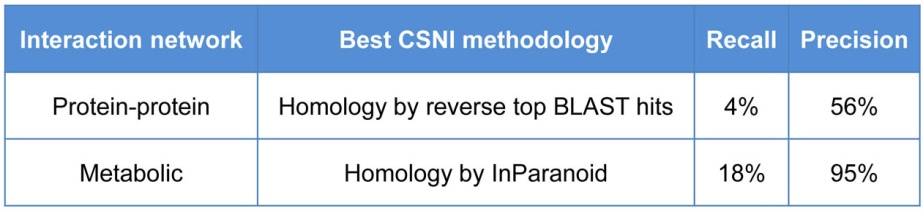 Interaction network Best CSNI methodology Recall Precision
Protein-protein Homology by reverse top BLAST hits 4% 56%
Metabolic Homology by InParanoid 18% 95%